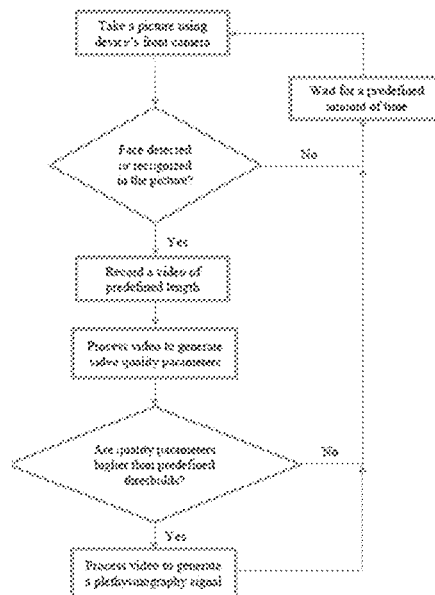 Take a picture using
device's front camera
Wait for a predefined
amount of time
Face detected
or recognized
in the picture?
No
Yes
Record a video of
predefined length
Process video to generate
video quality parameters
Are quality parameters
higher than predefined
thresholds?
No
Yes
Process video to generate
a plethysmography signal